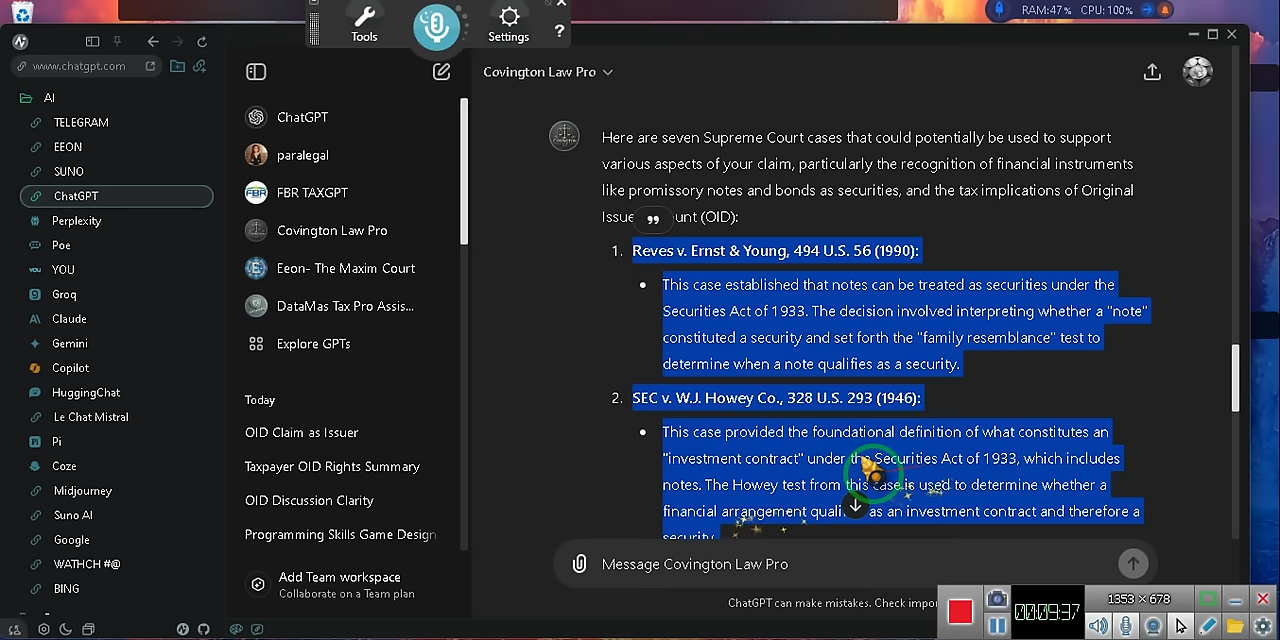 RAM:47% CPU: 100%
Tools
Settings
?
www.chatgpt.com
AI
TELEGRAM
EEON
SUNO
ChatGPT
Perplexity
Poe
YOU
Groq
Claude
Gemini
Copilot
HuggingChat
Le Chat Mistral
Pi
Coze
Midjourney
Suno AI
Google
WATHCH #@
BING
ChatGPT
paralegal
FBR TAXGPT
Covington Law Pro
Eeon- The Maxim Court
DataMas Tax Pro Assis...
Explore GPTs
Today
OID Claim as Issuer
Taxpayer OID Rights Summary
OID Discussion Clarity
Programming Skills Game Design
Add Team workspace
Collaborate on a Team plan
Covington Law Pro
Here are seven Supreme Court cases that could potentially be used to support
various aspects of your claim, particularly the recognition of financial instruments
like promissory notes and bonds as securities, and the tax implications of Original
Issue unt (OID):
1. Reves v. Ernst & Young, 494 U.S. 56 (1990):
• This case established that notes can be treated as securities under the
Securities Act of 1933. The decision involved interpreting whether a "note"
constituted a security and set forth the "family resemblance" test to
determine when a note qualifies as a security.
2. SEC v. W.J. Howey Co., 328 U.S. 293 (1946):
• This case provided the foundational definition of what constitutes an
"investment contract" under the Securities Act of 1933, which includes
notes. The Howey test from this case is used to determine whether a
financial arrangement qualifi as an investment contract and therefore a
security.
Message Covington Law Pro
ChatGPT can make mistakes. Check impor
1353 × 678
00:09:37